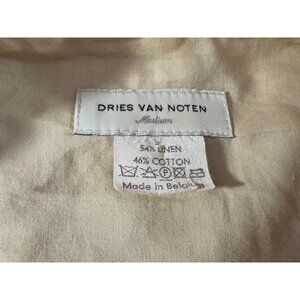 DRIES VAN NOTEN
Medium
54% LINEN
46% COTTON
Made in Belgium